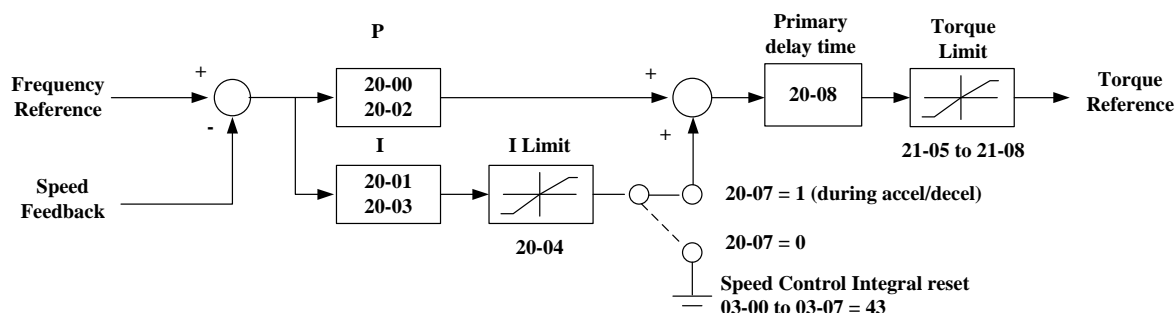 P
Primary
delay time
Torque
Limit
Frequency
Reference
+
-
20-00
20-02
+
+
20-08
Torque
Reference
21-05 to 21-08
I
I Limit
Speed
Feedback
20-01
20-03
20-04
20-07 = 1 (during accel/decel)
20-07 = 0
Speed Control Integral reset
03-00 to 03-07 = 43